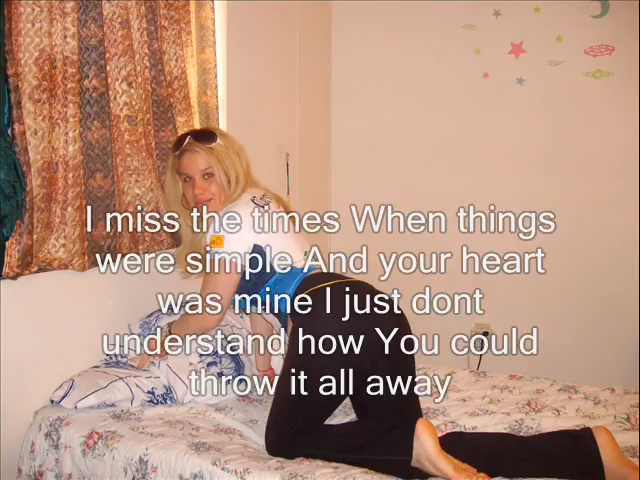 I miss the times When things
were simple And your heart
was mine I just dont
understand how You could
throw it all away